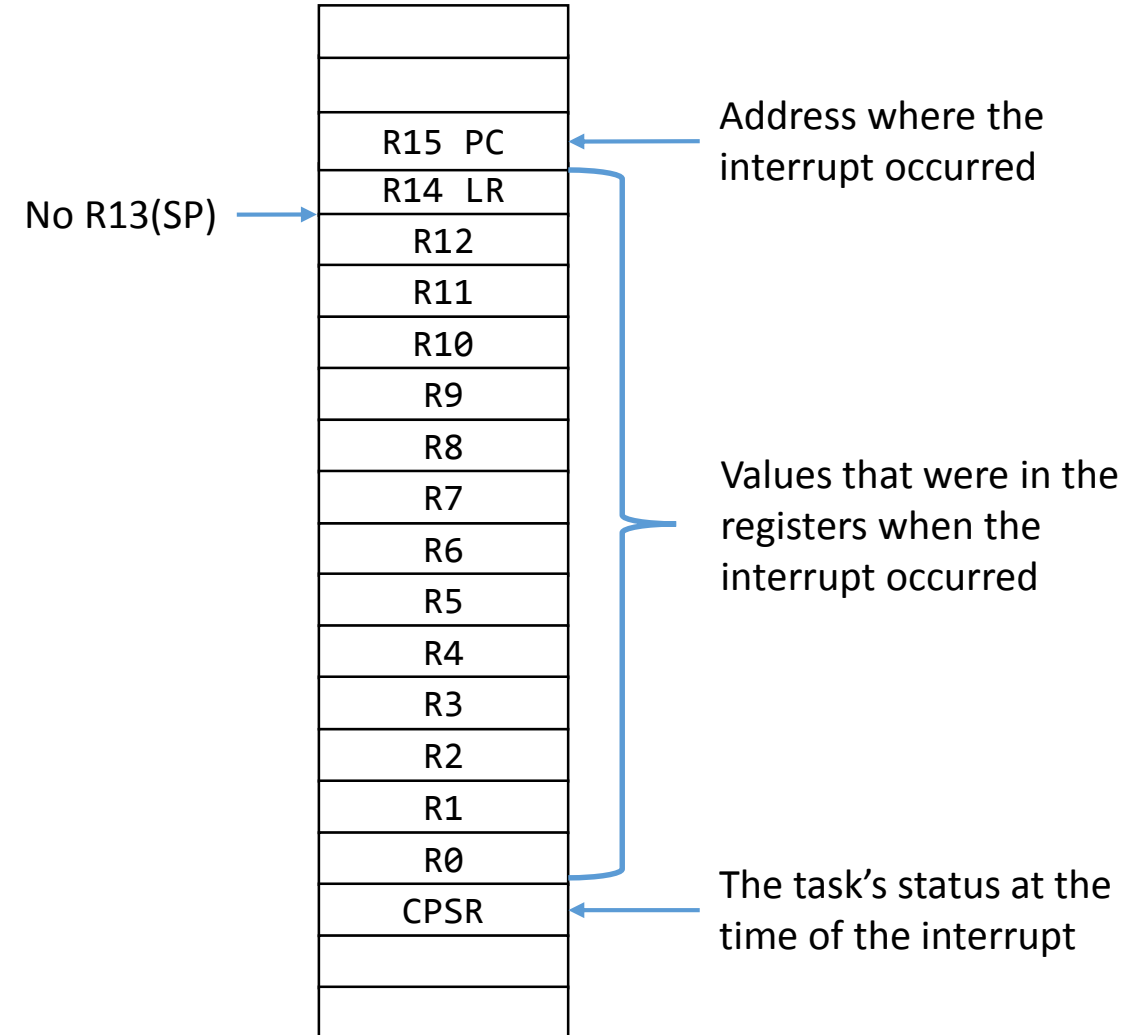 Address where the
interrupt occurred
R15 PC
R14 LR
No R13(SP)
R12
R11
R10
R9
R8
R7
R6
R5
R4
R3
R2
R1
R0
CPSR
Values that were in the
registers when the
interrupt occurred
The task’s status at the
time of the interrupt